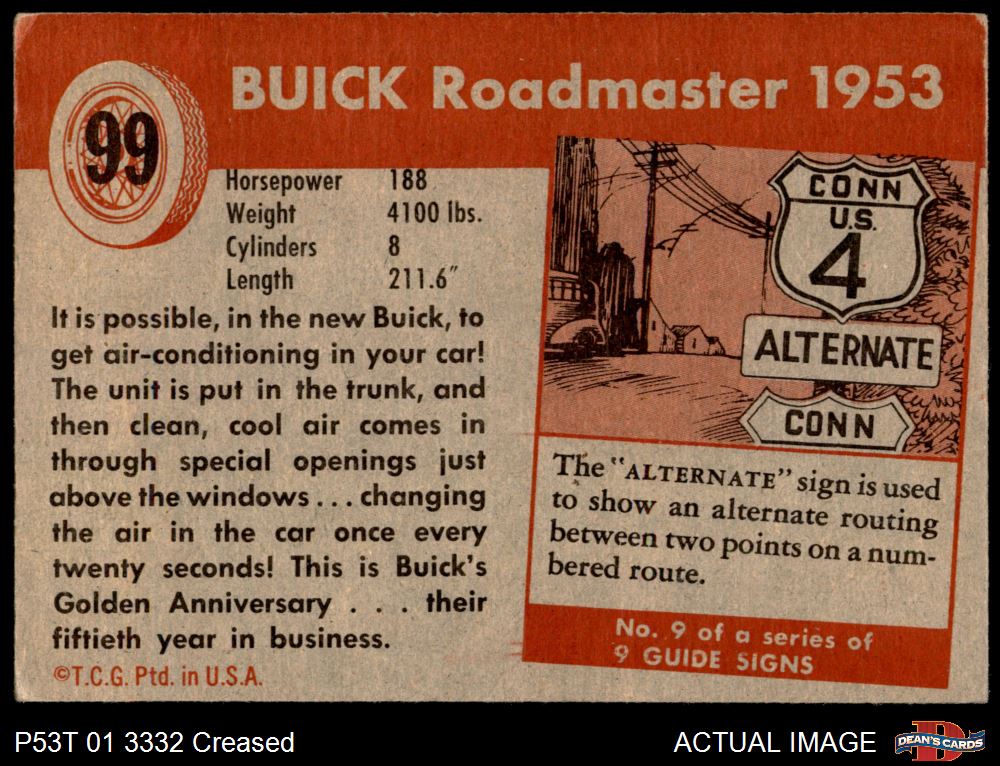 99
BUICK Roadmaster 1953
Horsepower 188
Weight 4100 lbs.
Cylinders 8
Length 211.6"
It is possible, in the new Buick, to
get air-conditioning in your car!
The unit is put in the trunk, and
then clean, cool air comes in
through special openings just
above the windows . . . changing
the air in the car once every
twenty seconds! This is Buick's
Golden Anniversary . . . their
fiftieth year in business.
©T.C.G. Ptd. in U.S.A.
CONN
U.S.
4
ALTERNATE
CONN
The "ALTERNATE" sign is used
to show an alternate routing
between two points on a num-
bered route.
No. 9 of a series of
9 GUIDE SIGNS
P53T 01 3332 Creased
ACTUAL IMAGE
D
DEAN'S CARDS